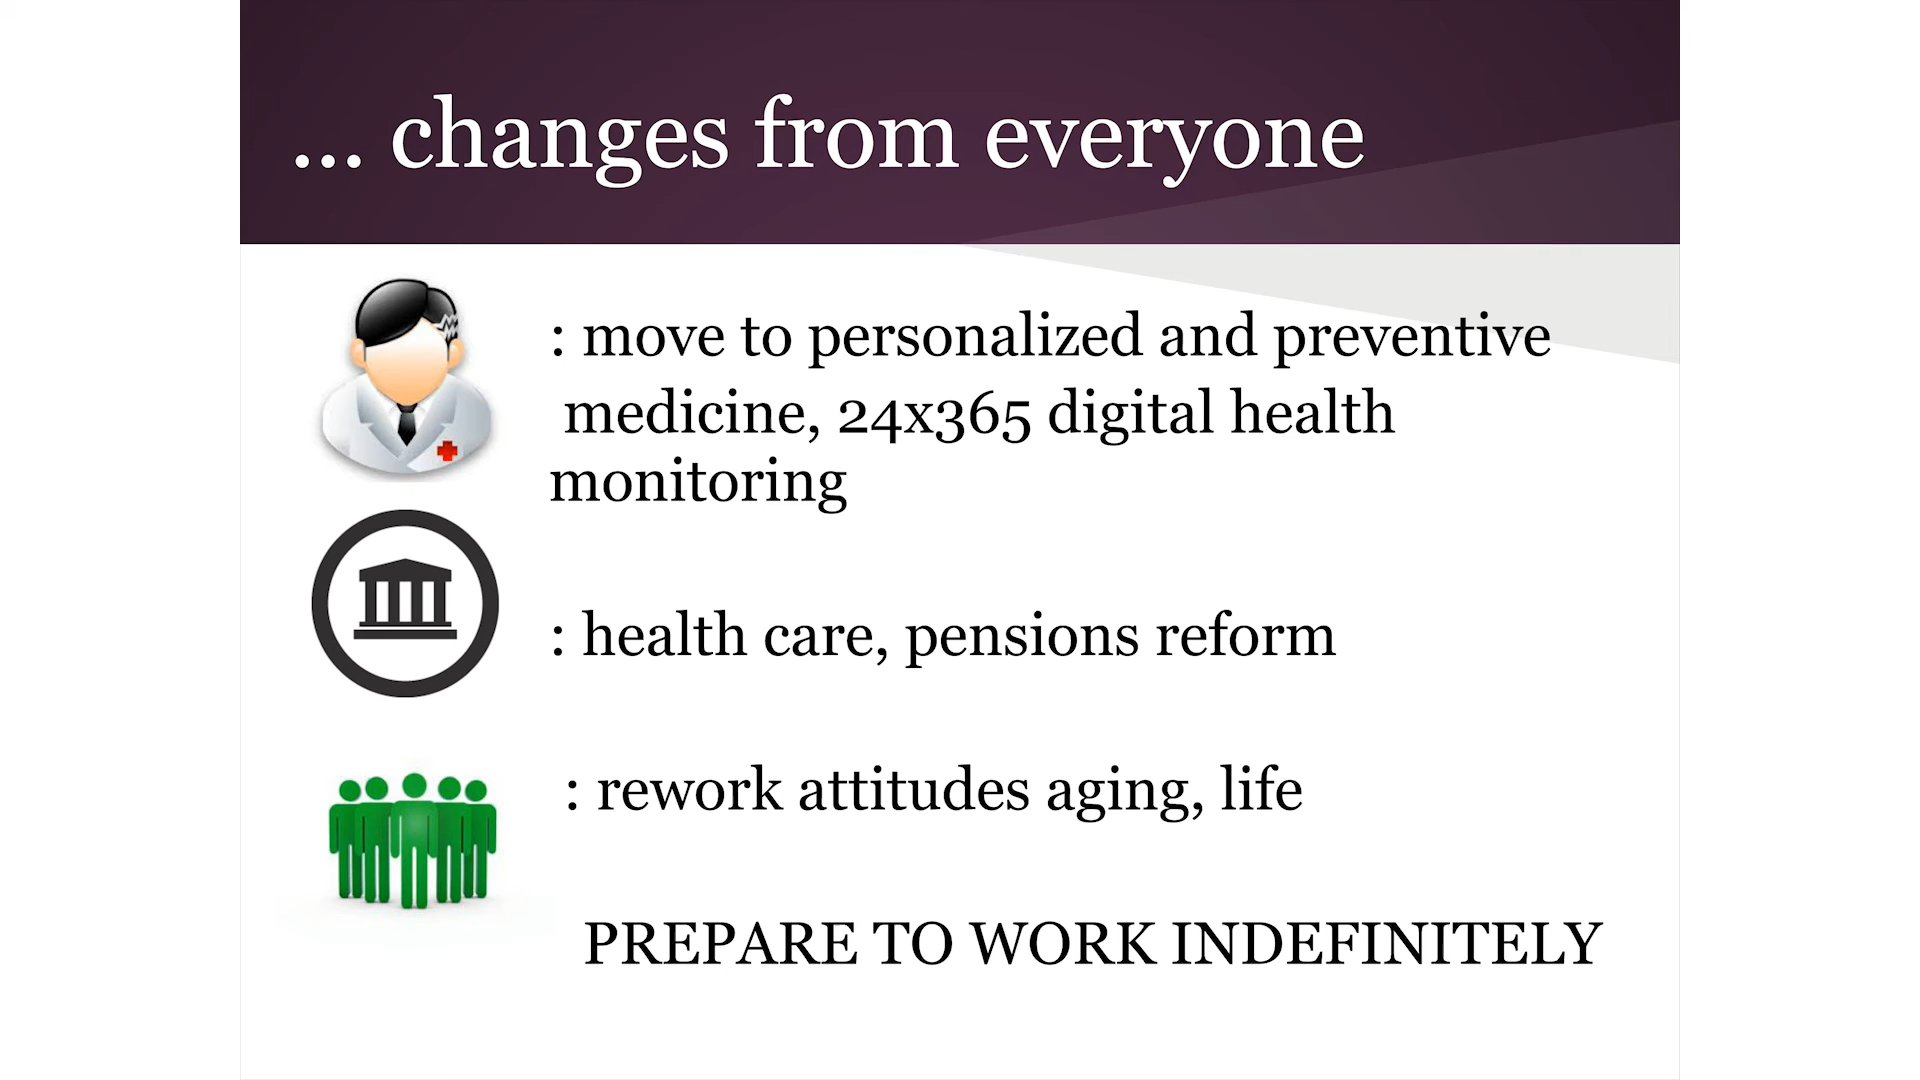 ... changes from everyone
: move to personalized and preventive
medicine, 24x365 digital health
monitoring
: health care, pensions reform
: rework attitudes aging, life
PREPARE TO WORK INDEFINITELY